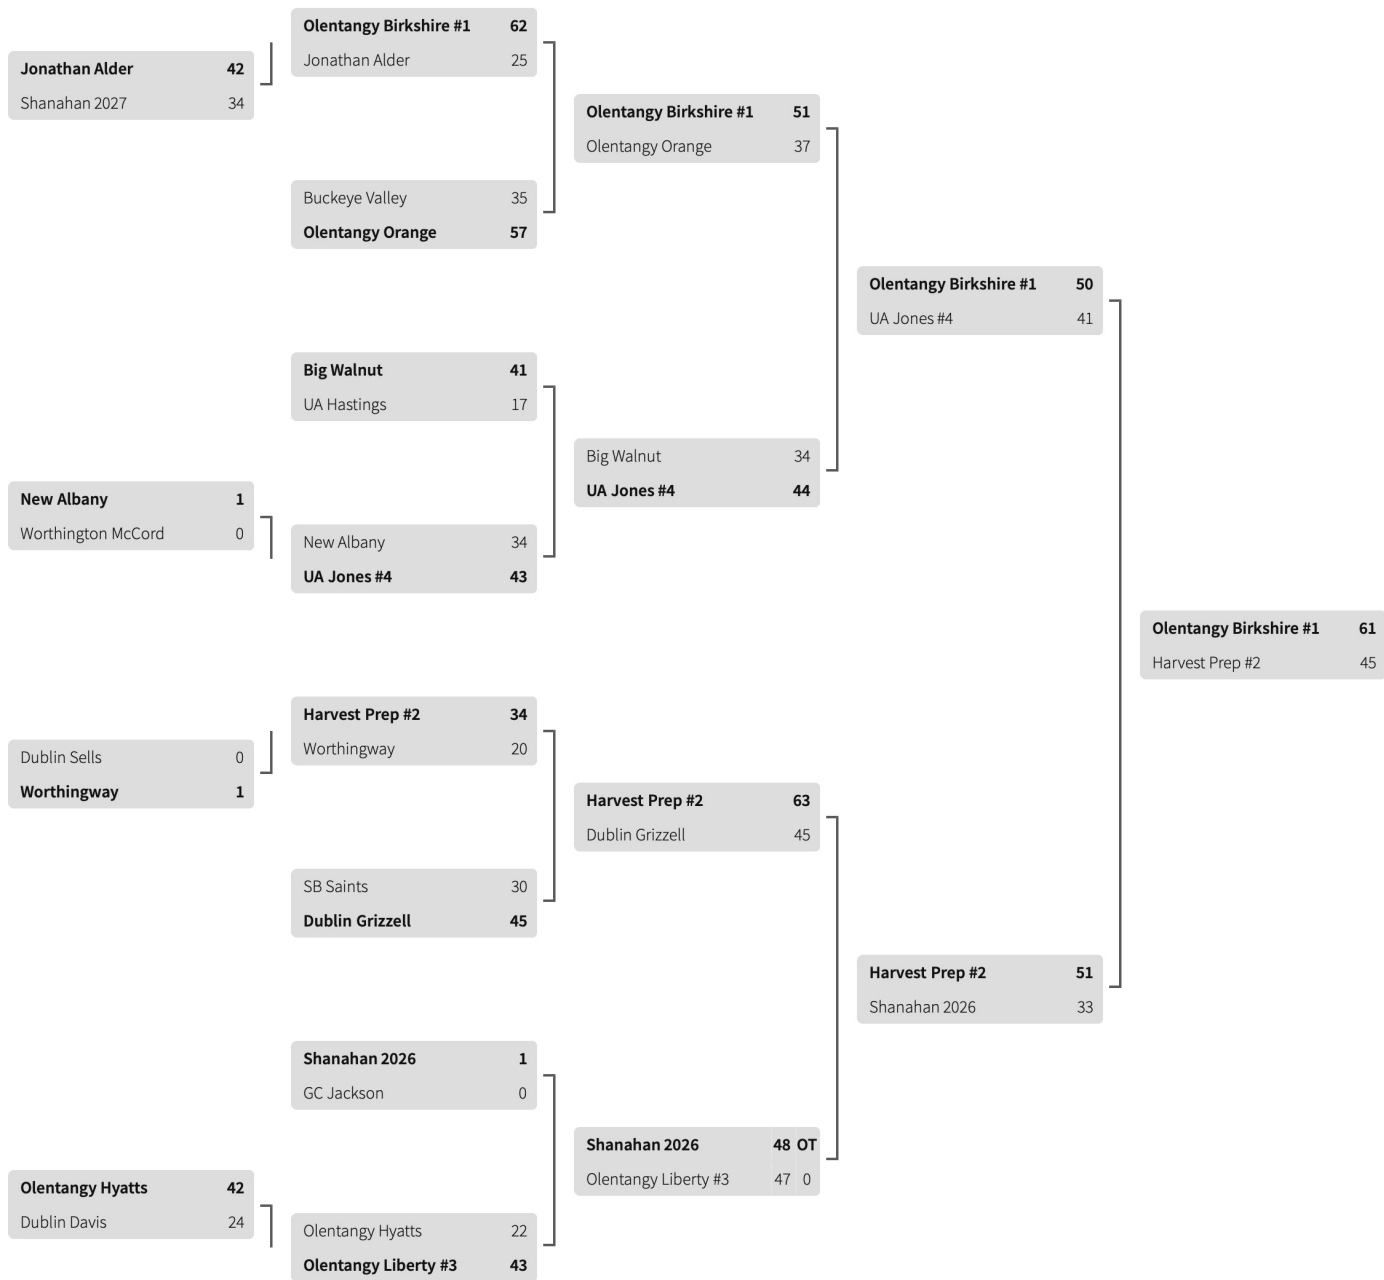 Jonathan Alder 42
Shanahan 2027 34
New Albany 1
Worthington McCord 0
Dublin Sells 0
Worthingway 1
Olentangy Hyatts 42
Dublin Davis 24
Olentangy Birkshire #1 62
Jonathan Alder 25
Buckeye Valley 35
Olentangy Orange 57
Big Walnut 41
UA Hastings 17
New Albany 34
UA Jones #4 43
Harvest Prep #2 34
Worthingway 20
SB Saints 30
Dublin Grizzell 45
Shanahan 2026 1
GC Jackson 0
Olentangy Hyatts 22
Olentangy Liberty #3 43
Olentangy Birkshire #1 51
Olentangy Orange 37
Big Walnut 34
UA Jones #4 44
Harvest Prep #2 63
Dublin Grizzell 45
Shanahan 2026 48 OT
Olentangy Liberty #3 47 0
Olentangy Birkshire #1 50
UA Jones #4 41
Harvest Prep #2 51
Shanahan 2026 33
Olentangy Birkshire #1 61
Harvest Prep #2 45